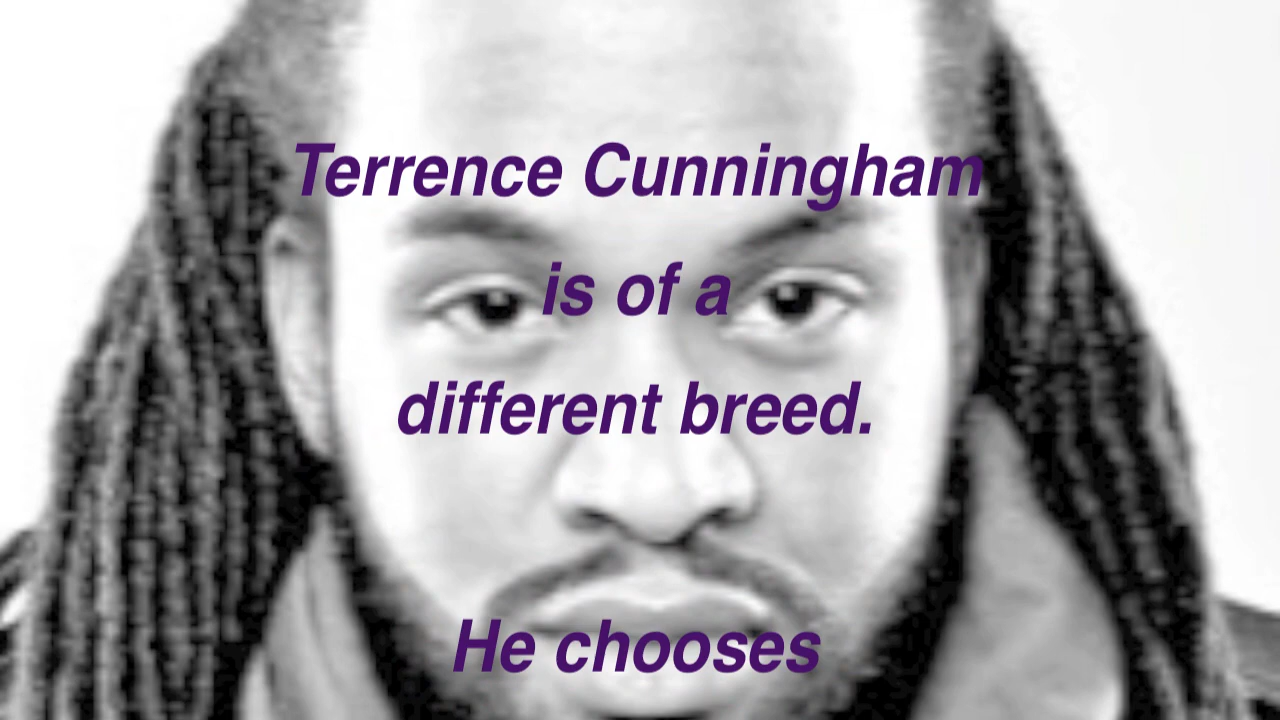 Terrence Cunningham
is of a
different breed.
He chooses